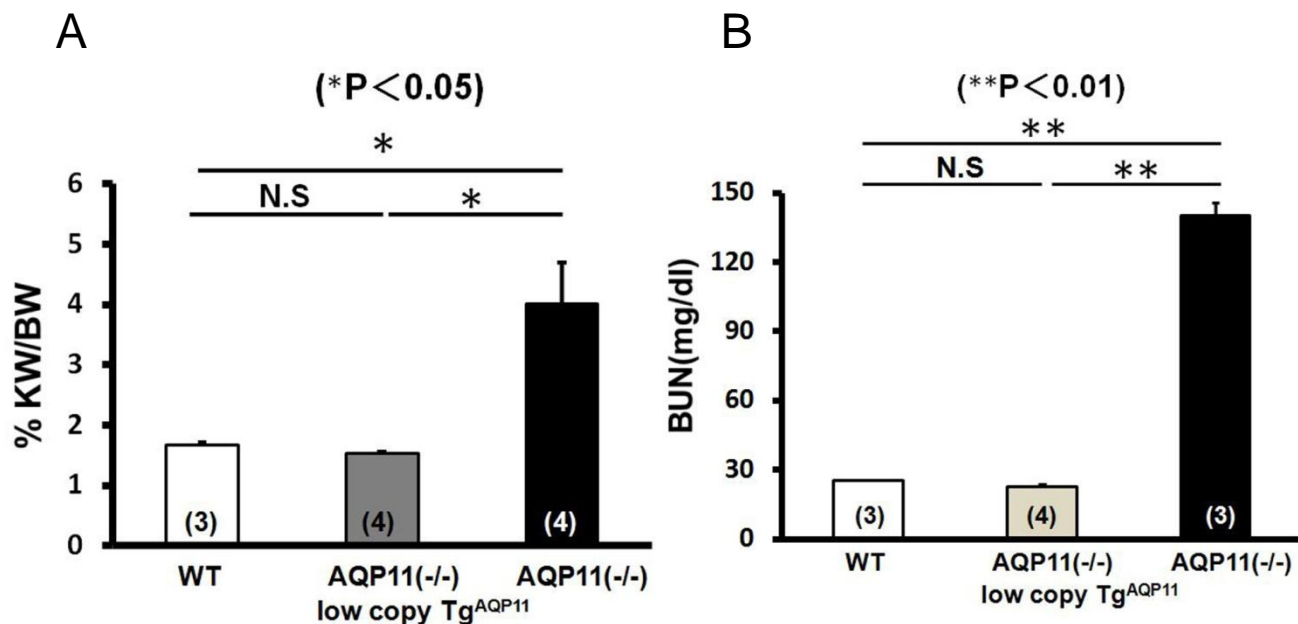 A
(*P<0.05)
*
N.S
*
6
5
4
3
2
1
0
% KW/BW
(3)
(4)
(4)
WT
AQP11(-/-)
low copy Tg^AQP11
AQP11(-/-)
B
(**P<0.01)
**
N.S
**
150
120
90
60
30
0
BUN(mg/dl)
(3)
(4)
(3)
WT
AQP11(-/-)
low copy Tg^AQP11
AQP11(-/-)